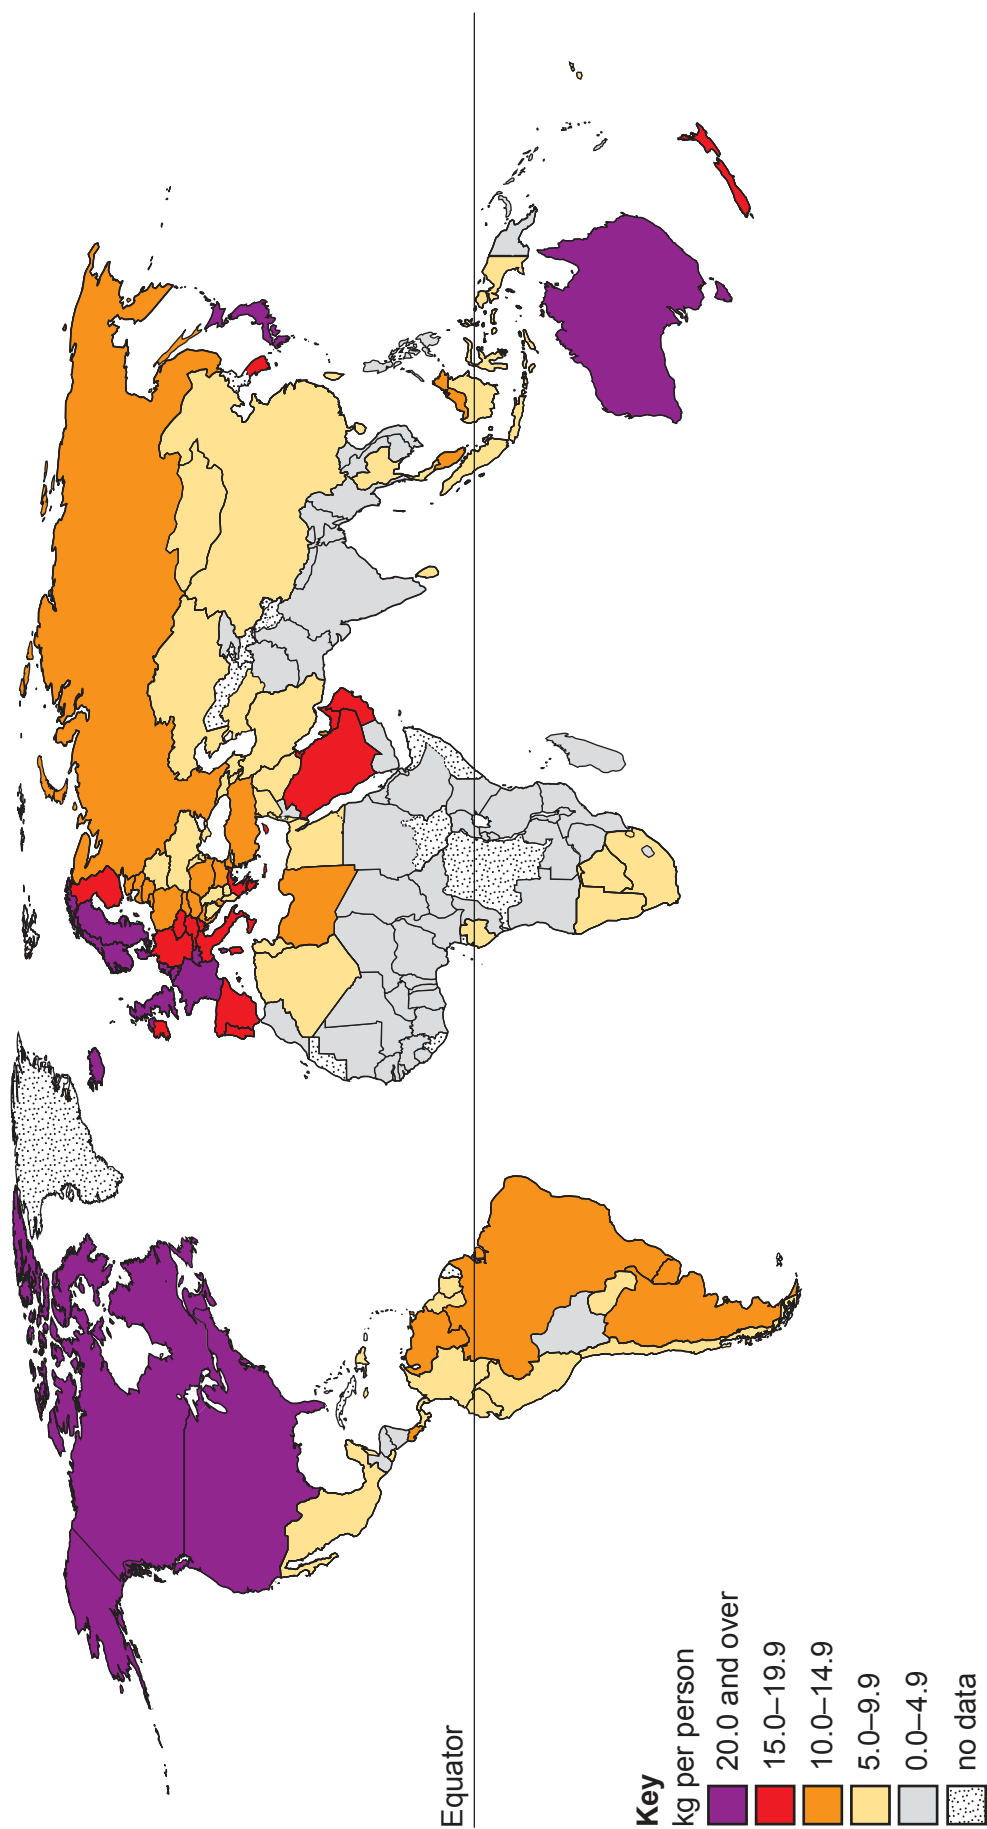 Equator
Key
kg per person
20.0 and over
15.0–19.9
10.0–14.9
5.0–9.9
0.0–4.9
no data